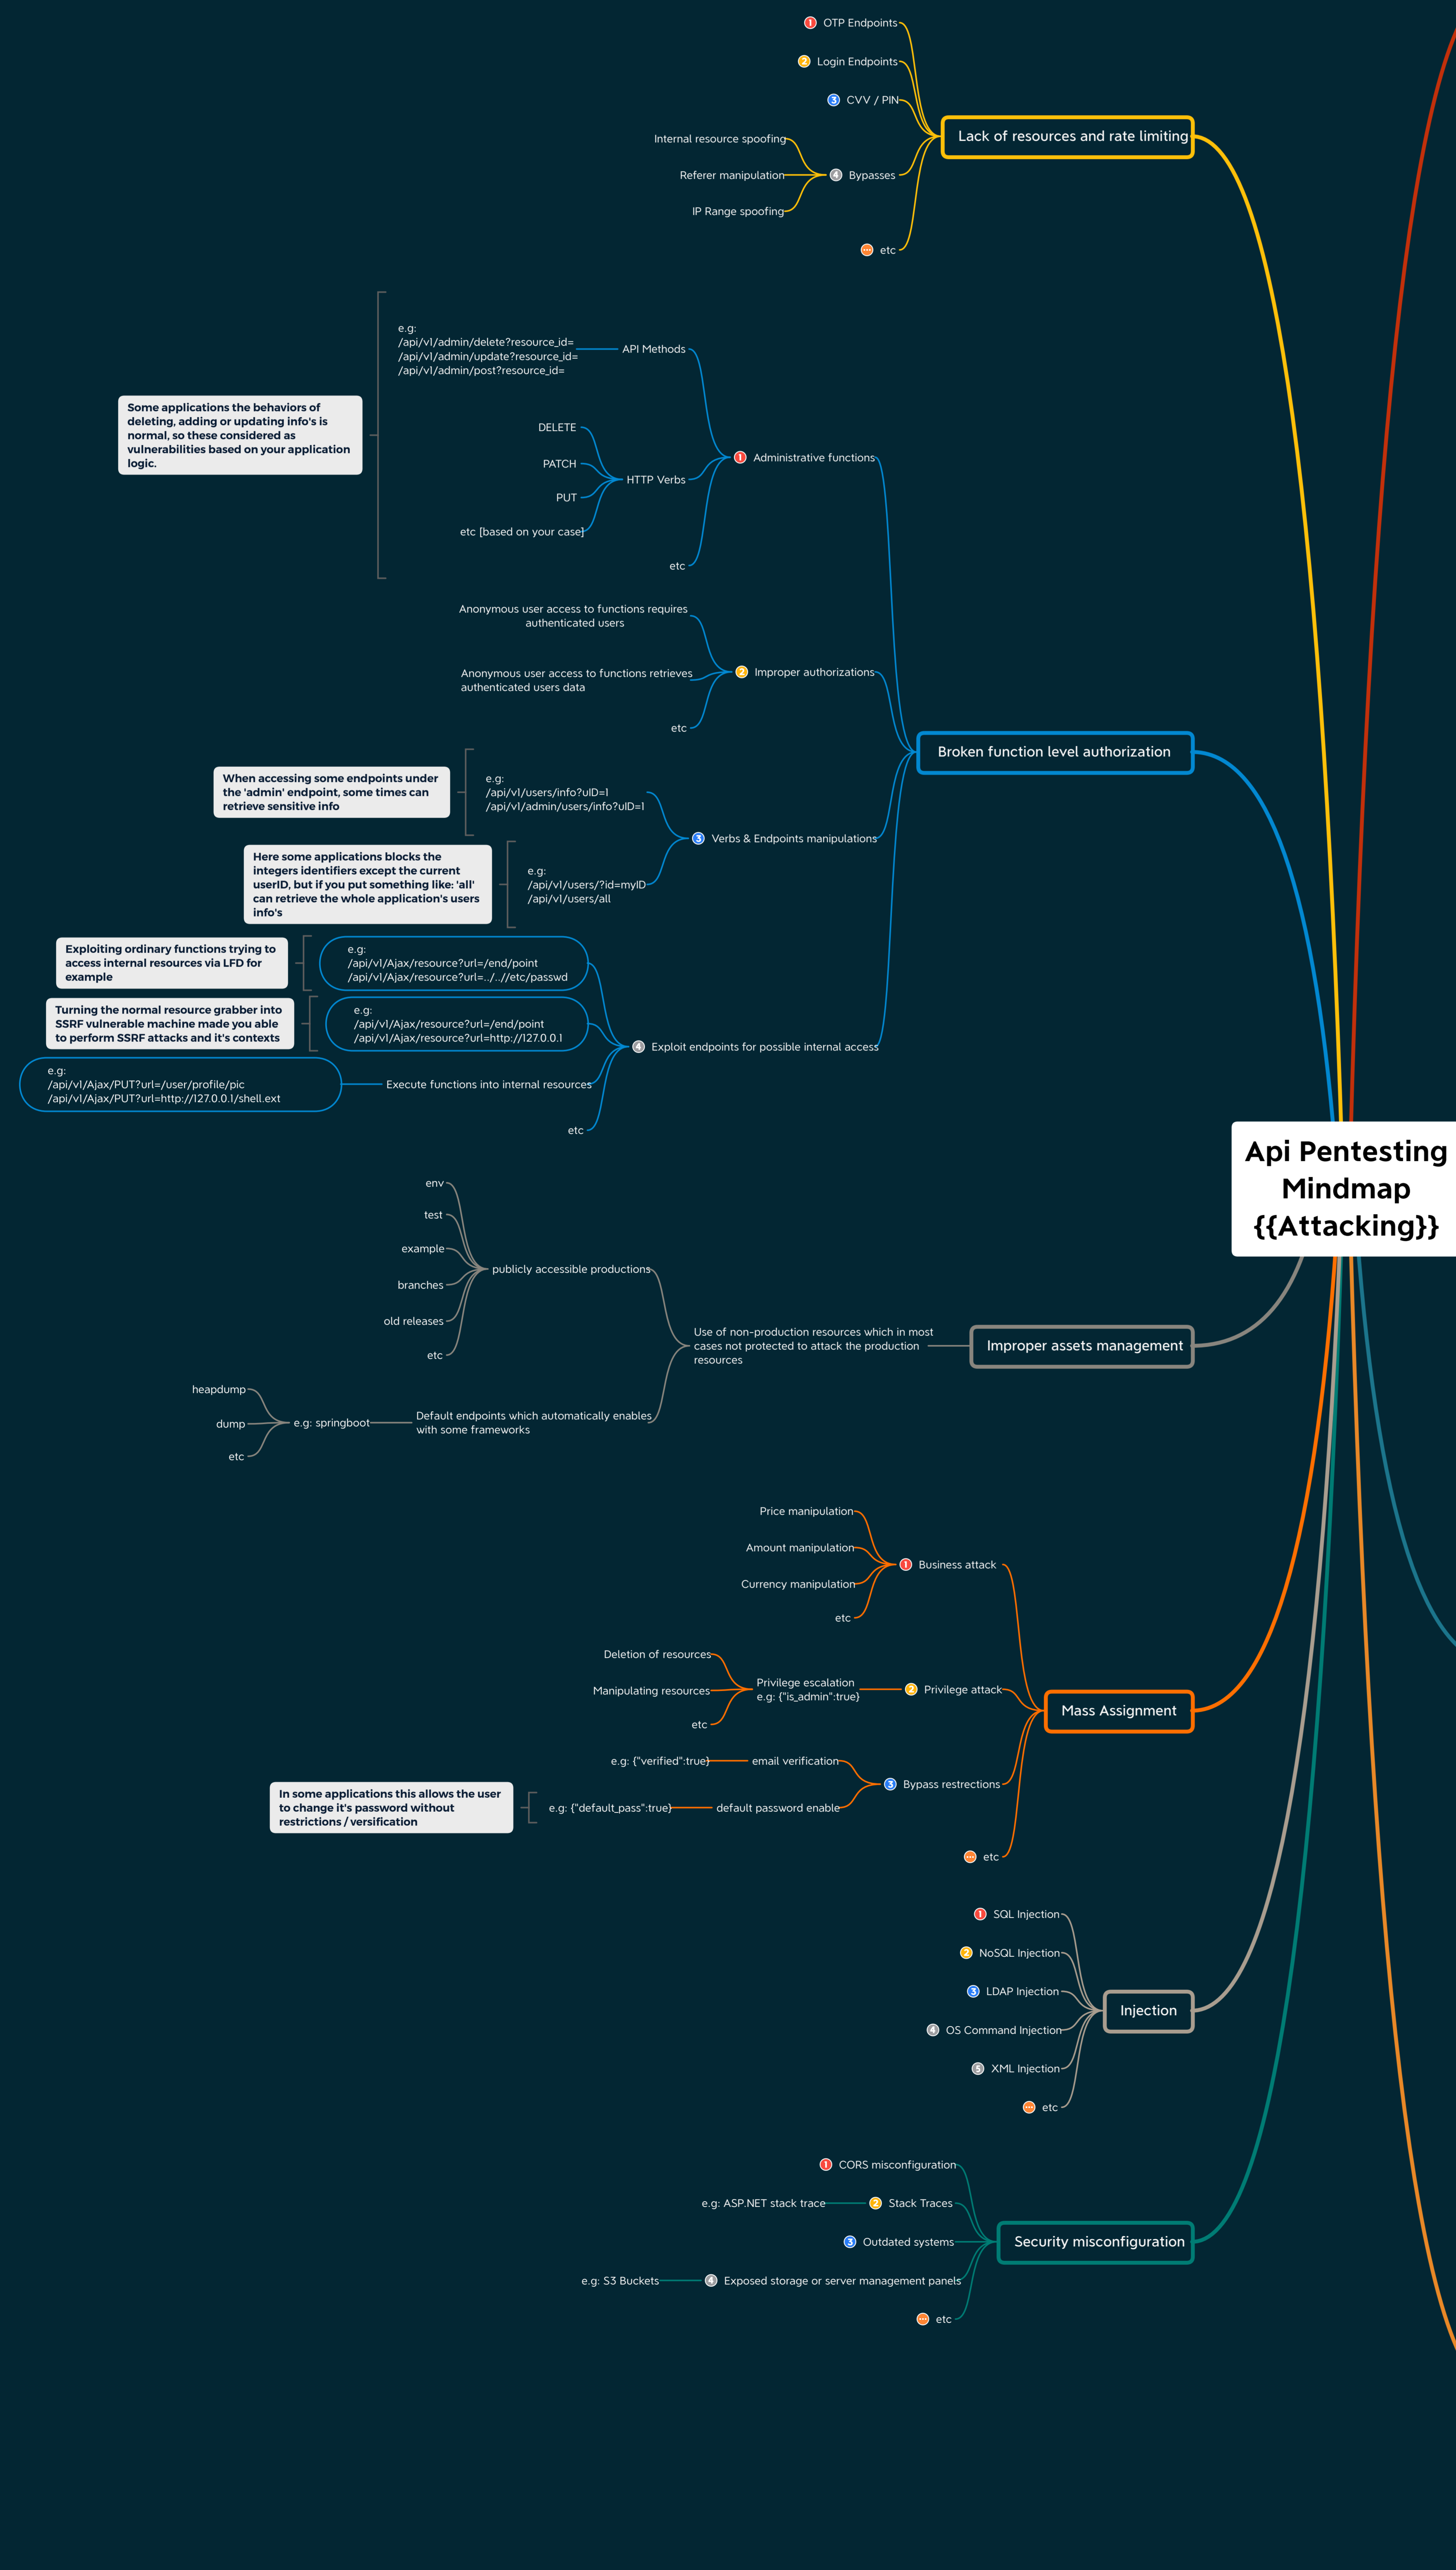 OTP Endpoints
Login Endpoints
CVV / PIN
Internal resource spoofing
Referer manipulation
IP Range spoofing
Bypasses
etc
Lack of resources and rate limiting
e.g:
/api/v1/admin/delete?resource_id=
/api/v1/admin/update?resource_id=
/api/v1/admin/post?resource_id=
API Methods
Some applications the behaviors of
deleting, adding or updating info's is
normal, so these considered as
vulnerabilities based on your application
logic.
DELETE
PATCH
PUT
etc [based on your case]
HTTP Verbs
etc
1 Administrative functions
Anonymous user access to functions requires
authenticated users
Anonymous user access to functions retrieves
authenticated users data
etc
2 Improper authorizations
Broken function level authorization
When accessing some endpoints under
the 'admin' endpoint, some times can
retrieve sensitive info
e.g:
/api/v1/users/info?uID=1
/api/v1/admin/users/info?uID=1
3 Verbs & Endpoints manipulations
Here some applications blocks the
integers identifiers except the current
userID, but if you put something like: 'all'
can retrieve the whole application's users
info's
e.g:
/api/v1/users/?id=myID
/api/v1/users/all
Exploiting ordinary functions trying to
access internal resources via LFD for
example
e.g:
/api/v1/Ajax/resource?url=/end/point
/api/v1/Ajax/resource?url=../..//etc/passwd
Turning the normal resource grabber into
SSRF vulnerable machine made you able
to perform SSRF attacks and it's contexts
e.g:
/api/v1/Ajax/resource?url=/end/point
/api/v1/Ajax/resource?url=http://127.0.0.1
4 Exploit endpoints for possible internal access
e.g:
/api/v1/Ajax/PUT?url=/user/profile/pic
/api/v1/Ajax/PUT?url=http://127.0.0.1/shell.ext
Execute functions into internal resources
etc
Api Pentesting
Mindmap
{{Attacking}}
env
test
example
branches
old releases
etc
publicly accessible productions
Use of non-production resources which in most
cases not protected to attack the production
resources
Improper assets management
heapdump
dump
etc
e.g: springboot
Default endpoints which automatically enables
with some frameworks
Price manipulation
Amount manipulation
Currency manipulation
etc
1 Business attack
Deletion of resources
Manipulating resources
etc
Privilege escalation
e.g: {"is_admin":true}
2 Privilege attack
Mass Assignment
e.g: {"verified":true}
email verification
3 Bypass restrections
In some applications this allows the user
to change it's password without
restrictions / versification
e.g: {"default_pass":true}
default password enable
etc
1 SQL Injection
2 NoSQL Injection
3 LDAP Injection
4 OS Command Injection
5 XML Injection
etc
Injection
1 CORS misconfiguration
e.g: ASP.NET stack trace
2 Stack Traces
3 Outdated systems
e.g: S3 Buckets
4 Exposed storage or server management panels
etc
Security misconfiguration